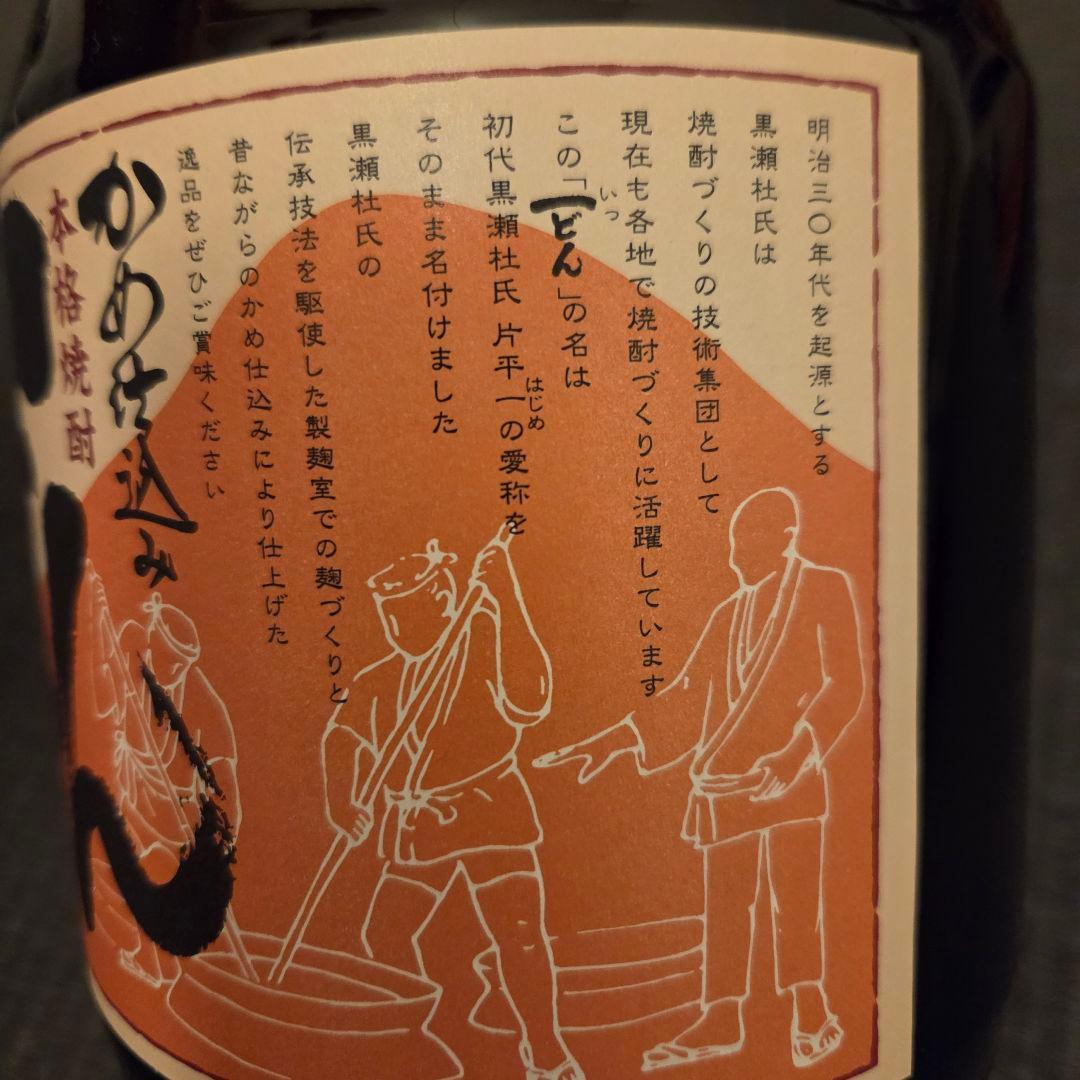 明治三〇年代を起源とする
黒瀬杜氏は
焼酎づくりの技術集団として
現在も各地で焼酎づくりに活躍しています
いっ
この「一どん」の名は
はじめ
初代黒瀬杜氏 片平一の愛称を
そのまま名付けました
黒瀬杜氏の
伝承技法を駆使した製麹室での麹づくりと
昔ながらのかめ仕込みにより仕上げた
逸品をぜひご賞味ください
かめ仕込み
本格焼酎
ん